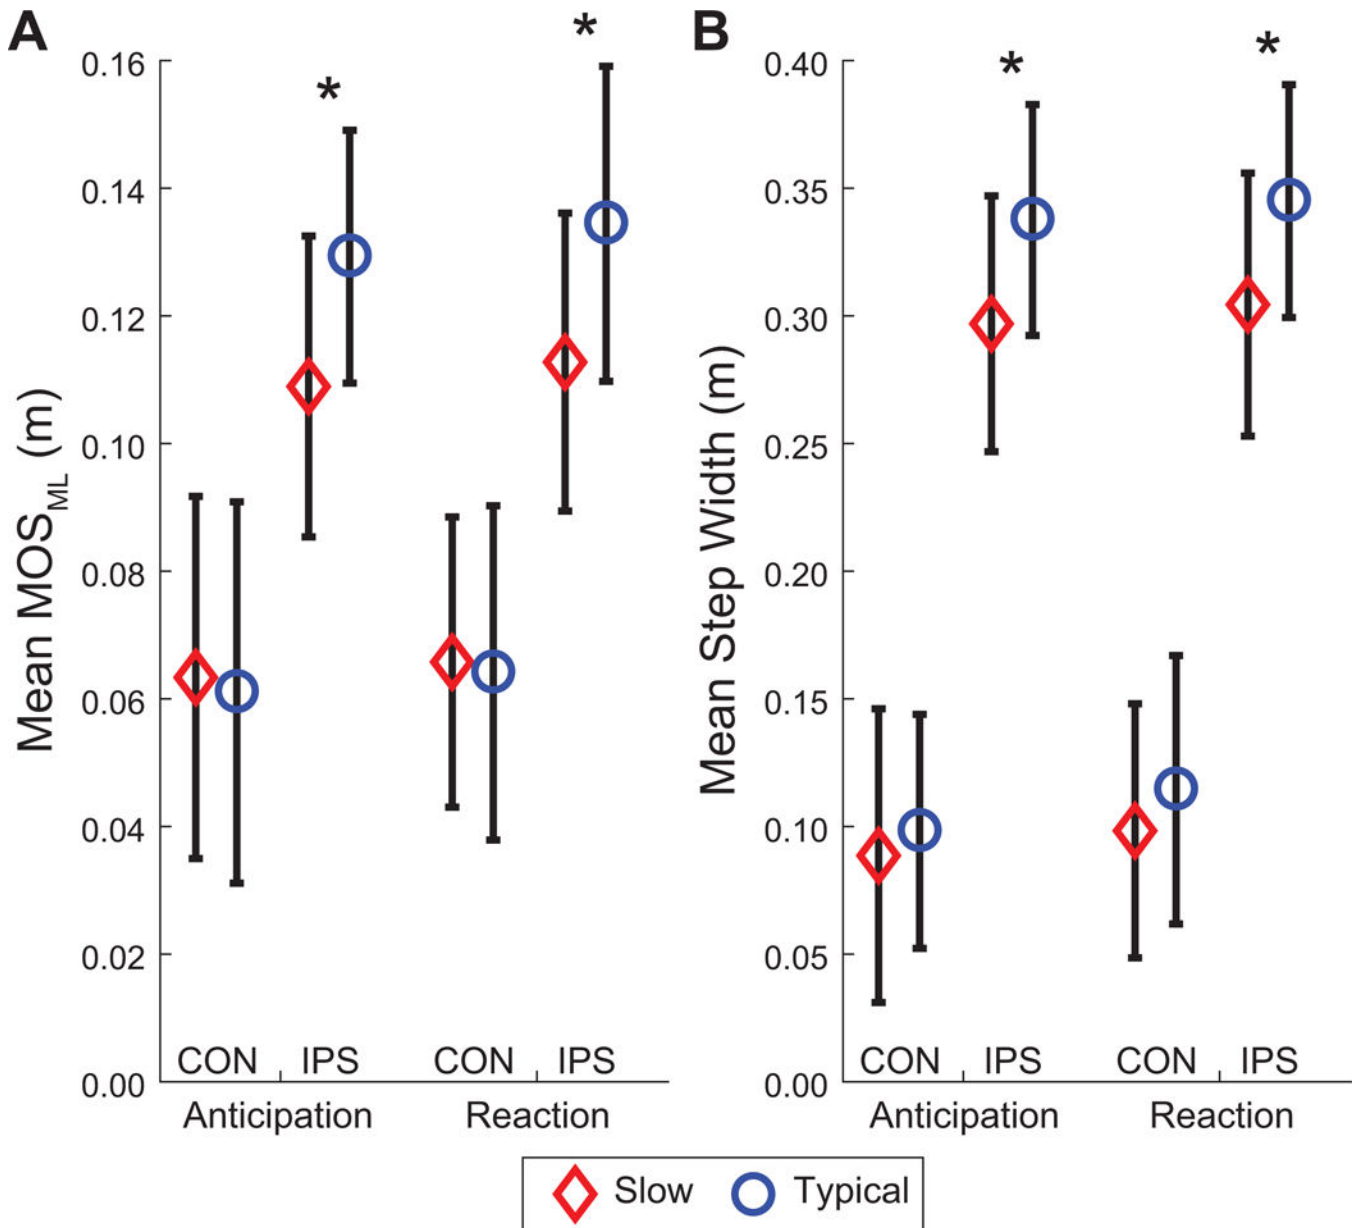 A
B
*
*
*
*
0.16
0.14
0.12
0.10
0.08
0.06
0.04
0.02
0.00
Mean MOS_ML (m)
CON IPS CON IPS
Anticipation Reaction
0.40
0.35
0.30
0.25
0.20
0.15
0.10
0.05
0.00
Mean Step Width (m)
CON IPS CON IPS
Anticipation Reaction
Slow Typical